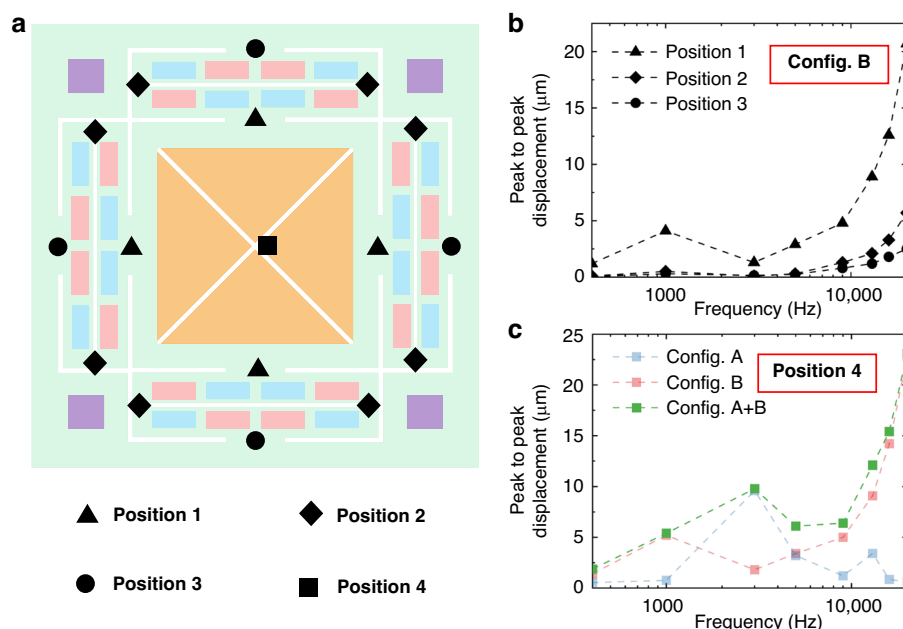 a
Position 1
Position 2
Position 3
Position 4
b
Peak to peak
displacement (μm)
20
15
10
5
0
Position 1
Position 2
Position 3
Config. B
1000
10,000
Frequency (Hz)
c
Peak to peak
displacement (μm)
25
20
15
10
5
0
Config. A
Config. B
Config. A+B
Position 4
1000
10,000
Frequency (Hz)